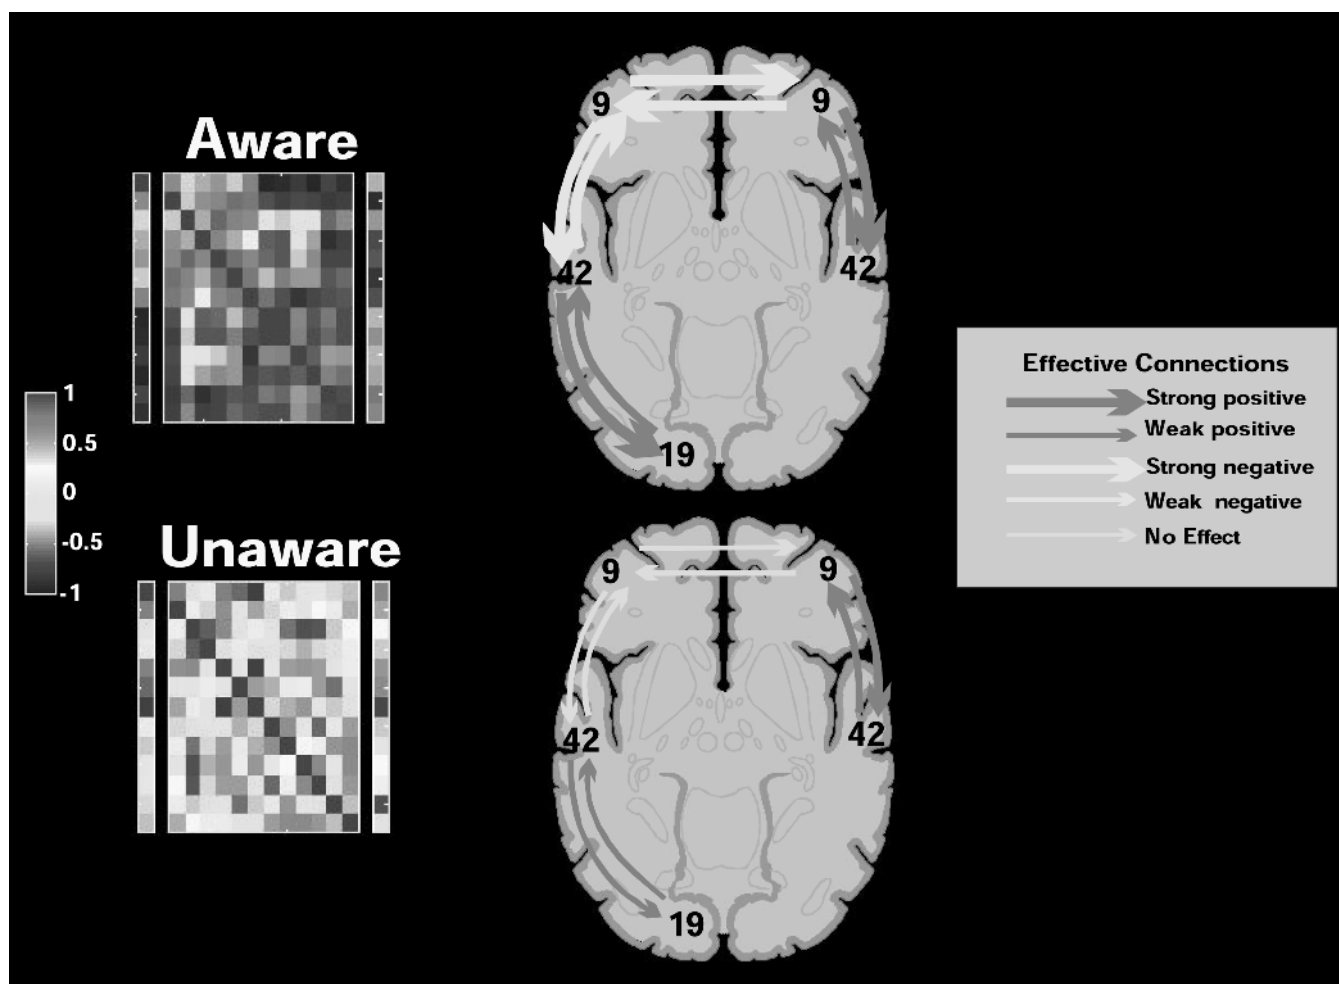 Aware
1
0.5
0
-0.5
-1
Unaware
9
9
42
42
19
9
9
42
42
19
Effective Connections
Strong positive
Weak positive
Strong negative
Weak negative
No Effect